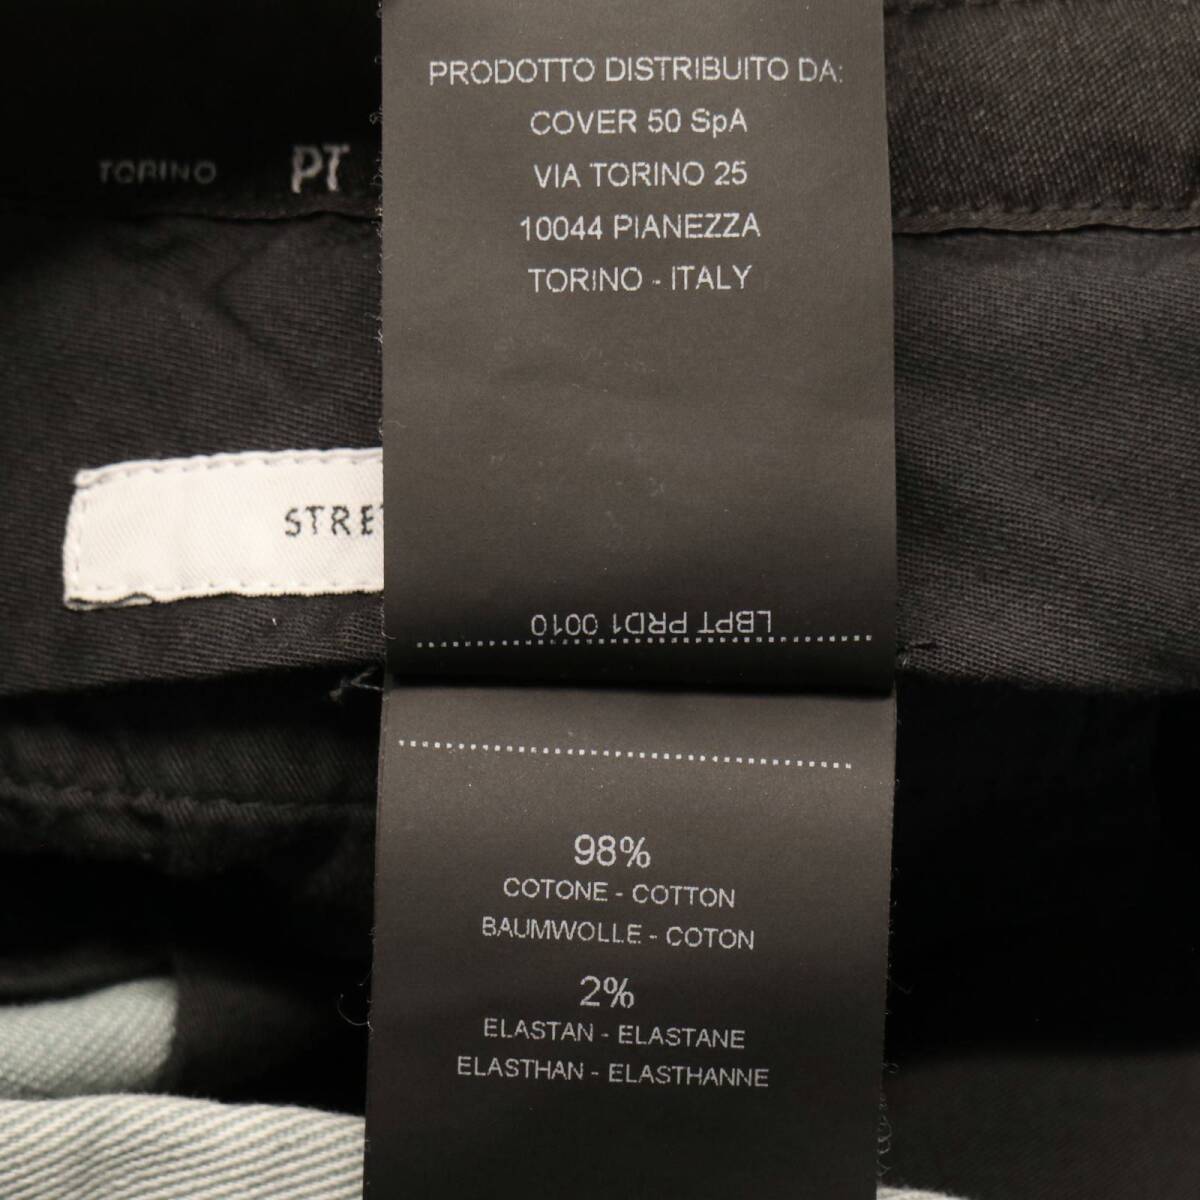 PRODOTTO DISTRIBUITO DA:
COVER 50 SpA
VIA TORINO 25
10044 PIANEZZA
TORINO - ITALY
TORINO PT
STRE
LBPT PRD1 0010
98%
COTONE - COTTON
BAUMWOLLE - COTON
2%
ELASTAN - ELASTANE
ELASTHAN - ELASTHANNE